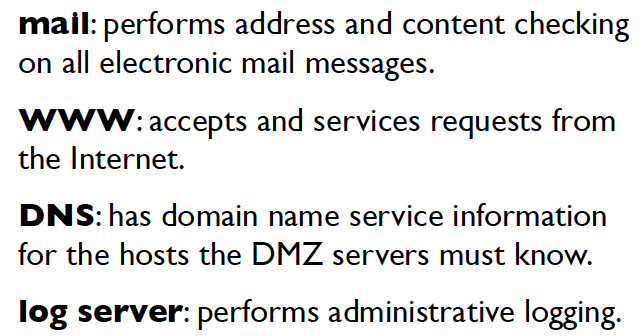 mail: performs address and content checking
on all electronic mail messages.
WWW: accepts and services requests from
the Internet.
DNS: has domain name service information
for the hosts the DMZ servers must know.
log server: performs administrative logging.